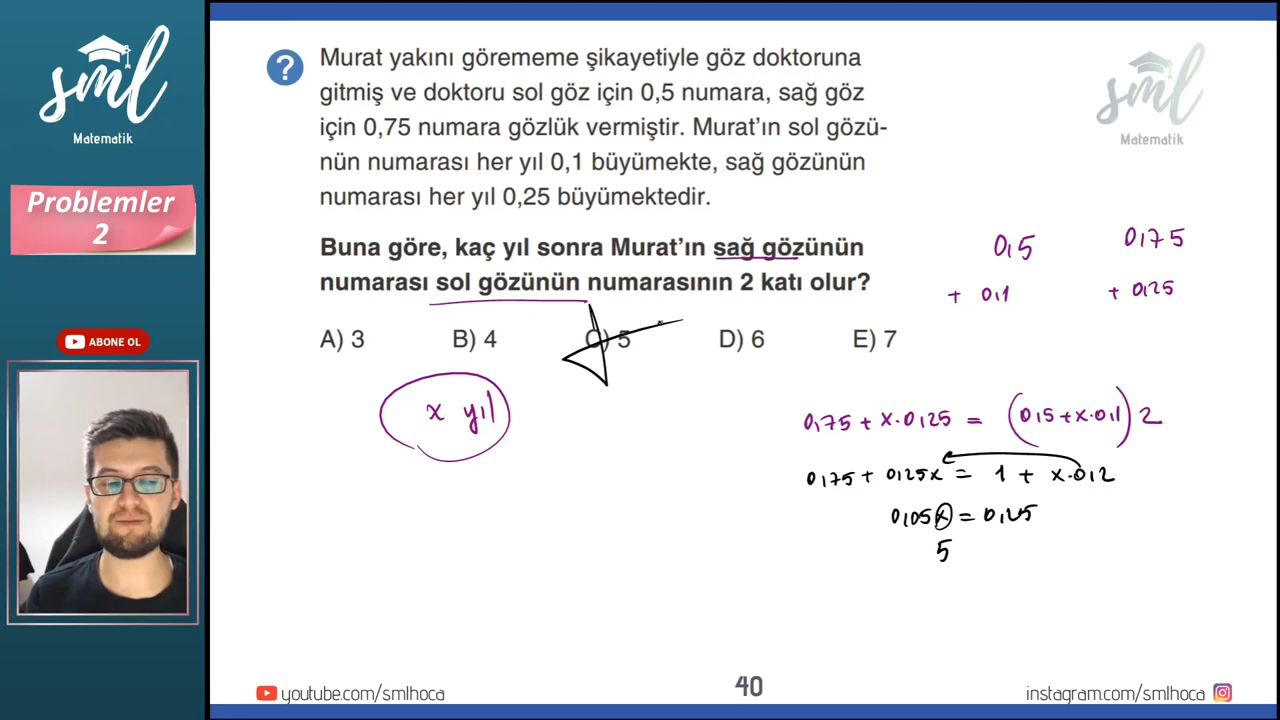 sml
Matematik
Problemler
2
ABONE OL
?
Murat yakını görememe şikayetiyle göz doktoruna
gitmiş ve doktoru sol göz için 0,5 numara, sağ göz
için 0,75 numara gözlük vermiştir. Murat'ın sol gözü-
nün numarası her yıl 0,1 büyümekte, sağ gözünün
numarası her yıl 0,25 büyümektedir.
Buna göre, kaç yıl sonra Murat'ın sağ gözünün
numarası sol gözünün numarasının 2 katı olur?
A) 3 B) 4 C) 5 D) 6 E) 7
sml
Matematik
0,5 0,75
+ 0,1 + 0,25
x yıl
0,75 + x.0,25 = (0,5 + x.0,1) 2
0,75 + 0,25x = 1 + x.0,2
0,05x = 0,25
5
youtube.com/smlhoca
40
instagram.com/smlhoca